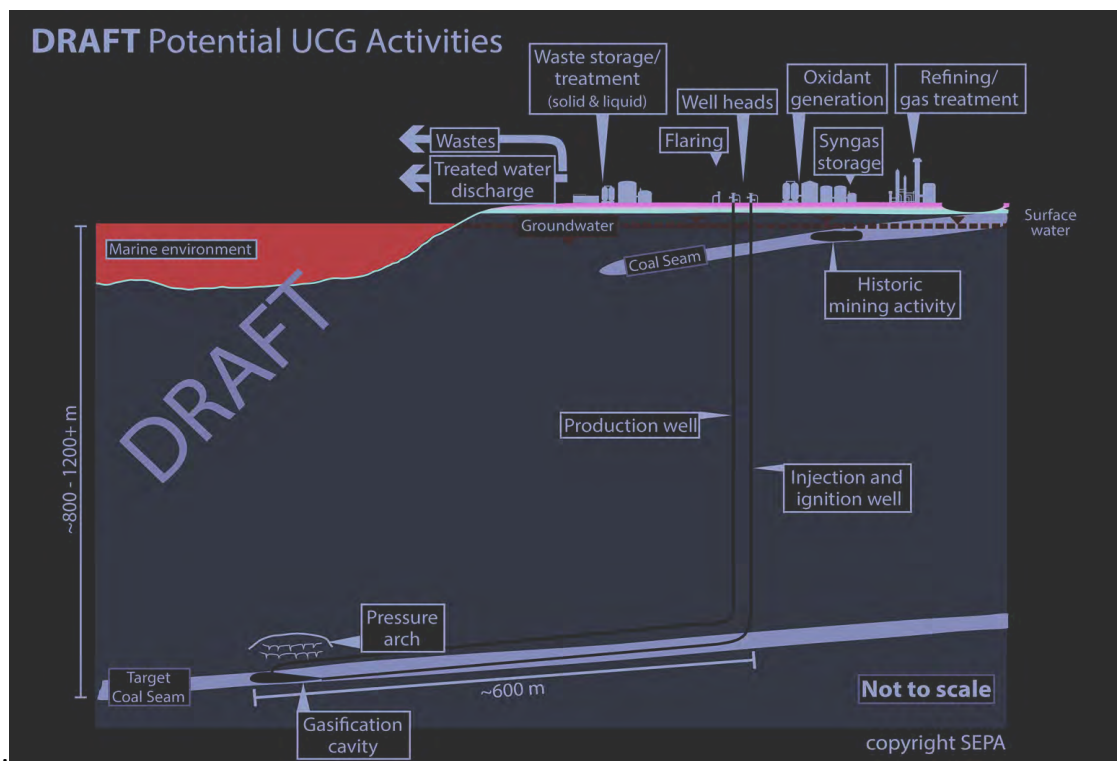 DRAFT Potential UCG Activities
Waste storage/
treatment
(solid & liquid)
Well heads
Oxidant
generation
Refining/
gas treatment
Wastes
Flaring
Syngas
storage
Treated water
discharge
Groundwater
Surface
water
Marine environment
Coal Seam
Historic
mining activity
DRAFT
~800 - 1200+ m
Production well
Injection and
ignition well
Pressure
arch
Target
Coal Seam
~600 m
Not to scale
Gasification
cavity
copyright SEPA